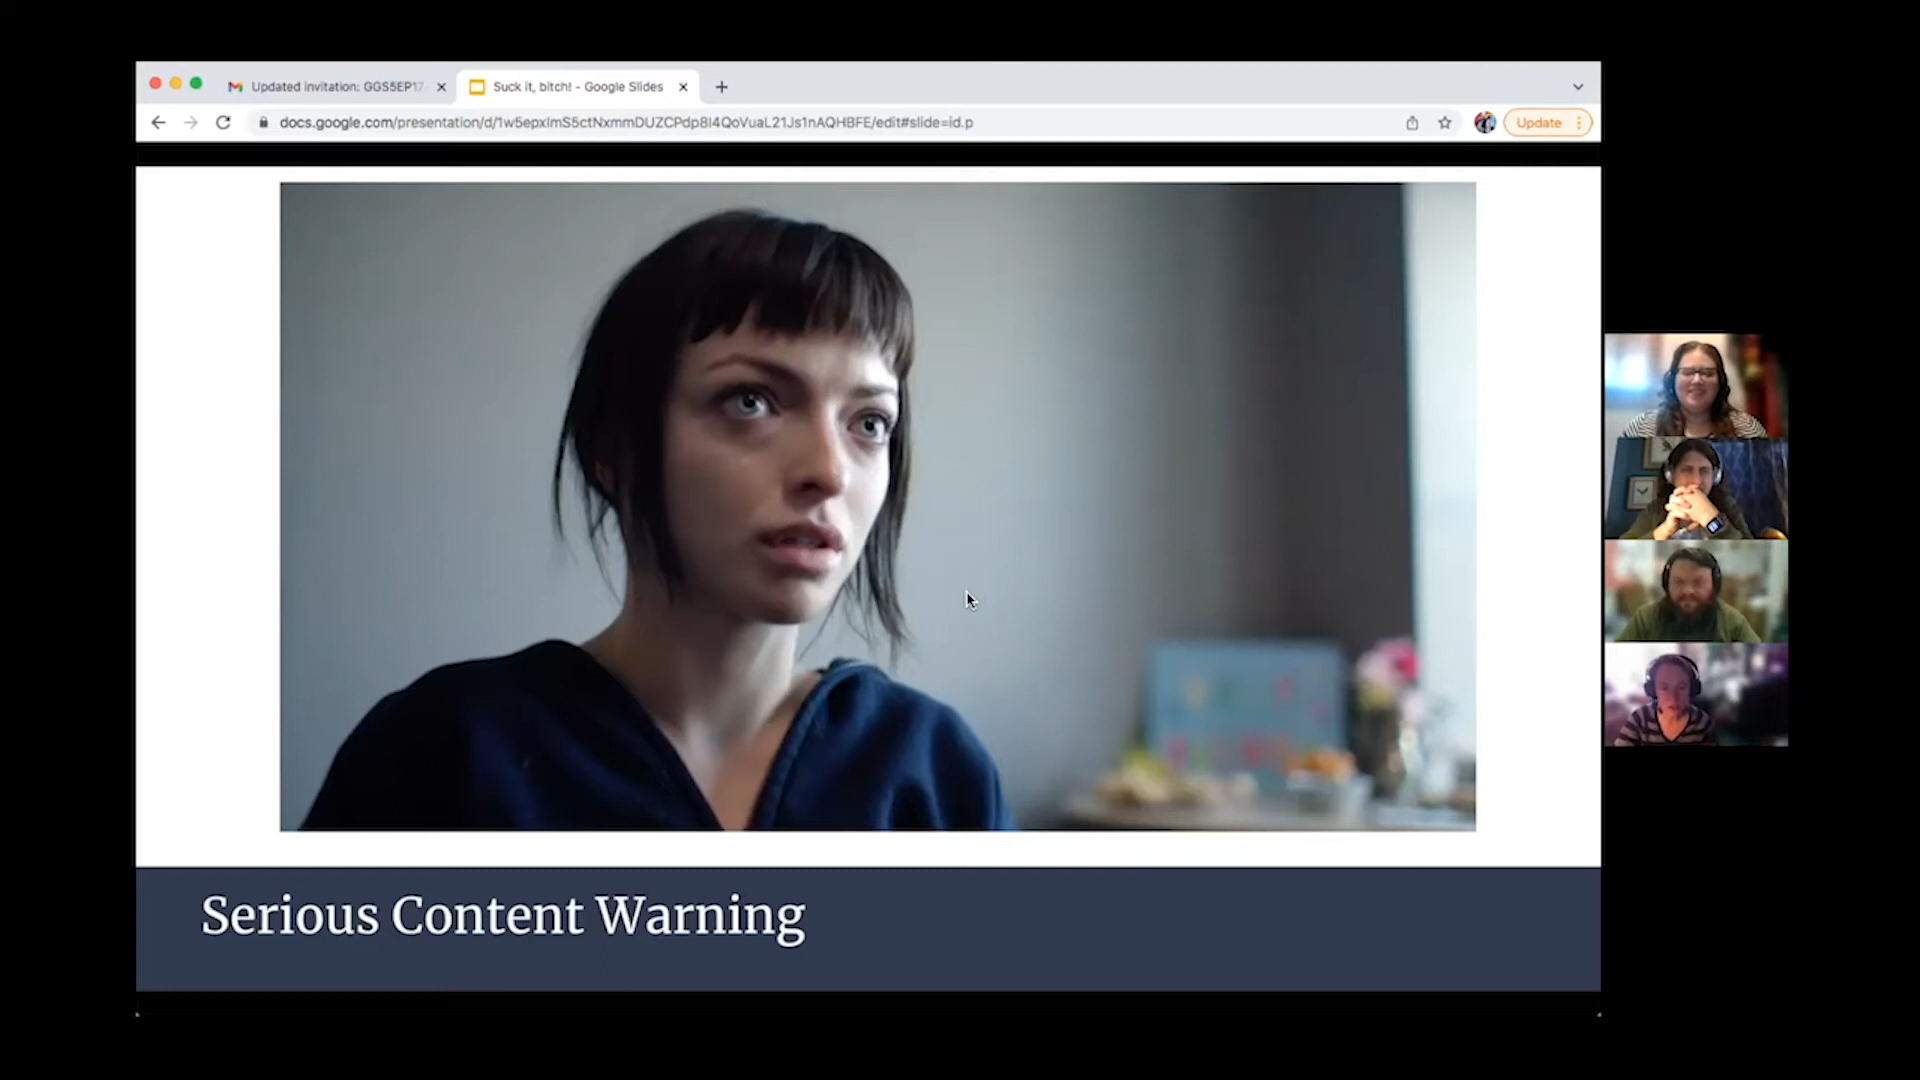 Updated invitation: GGS5EP17
Suck it, bitch! - Google Slides
docs.google.com/presentation/d/1w5epxImS5ctNxmmDUZCPdp8I4QoVuaL21Js1nAQHBFE/edit#slide=id.p
Update
Serious Content Warning